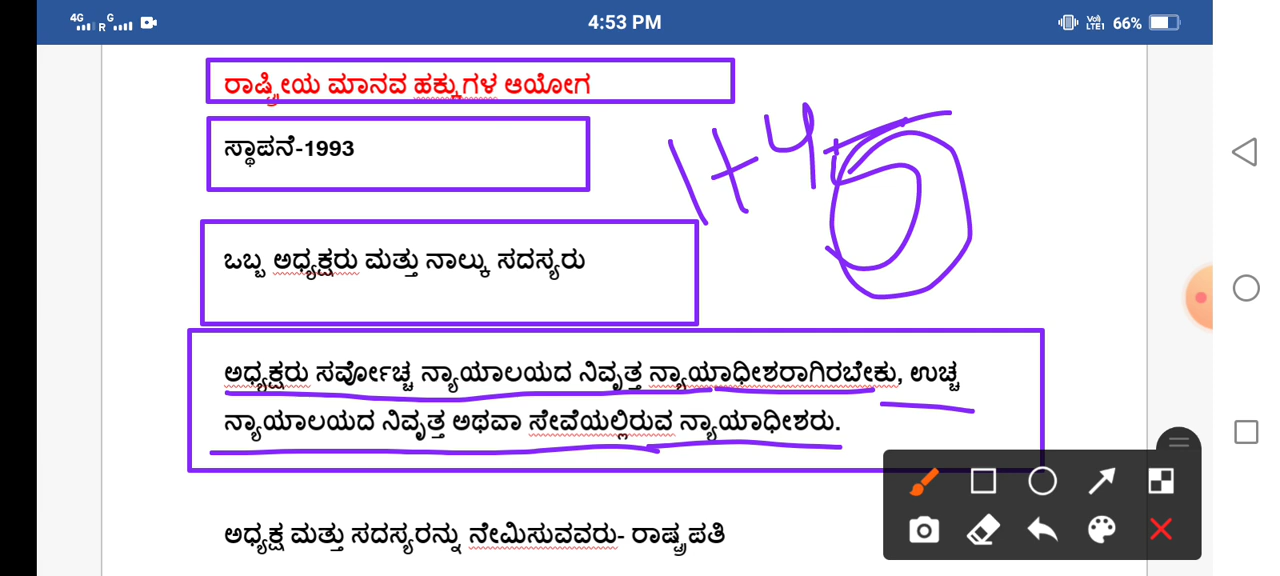 4G R G 4:53 PM Vo) LTE1 66%
ರಾಷ್ಟ್ರೀಯ ಮಾನವ ಹಕ್ಕುಗಳ ಆಯೋಗ
ಸ್ಥಾಪನೆ-1993
1+4=5
ಒಬ್ಬ ಅಧ್ಯಕ್ಷರು ಮತ್ತು ನಾಲ್ಕು ಸದಸ್ಯರು
ಅಧ್ಯಕ್ಷರು ಸರ್ವೋಚ್ಚ ನ್ಯಾಯಾಲಯದ ನಿವೃತ್ತ ನ್ಯಾಯಾಧೀಶರಾಗಿರಬೇಕು, ಉಚ್ಚ
ನ್ಯಾಯಾಲಯದ ನಿವೃತ್ತ ಅಥವಾ ಸೇವೆಯಲ್ಲಿರುವ ನ್ಯಾಯಾಧೀಶರು.
ಅಧ್ಯಕ್ಷ ಮತ್ತು ಸದಸ್ಯರನ್ನು ನೇಮಿಸುವವರು- ರಾಷ್ಟ್ರಪತಿ